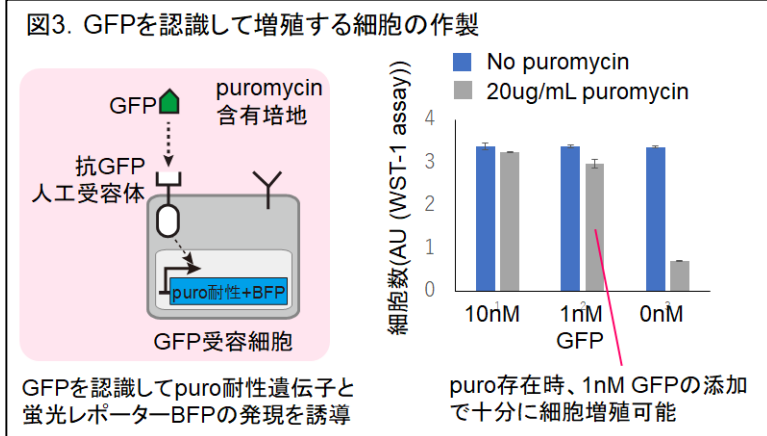 図3. GFPを認識して増殖する細胞の作製
GFP
puromycin
含有培地
抗GFP
人工受容体
puro耐性+BFP
GFP受容細胞
GFPを認識してpuro耐性遺伝子と
蛍光レポーターBFPの発現を誘導
No puromycin
20ug/mL puromycin
細胞数(AU (WST-1 assay))
4
3
2
1
0
10nM
1nM
0nM
GFP
puro存在時、1nM GFPの添加
で十分に細胞増殖可能